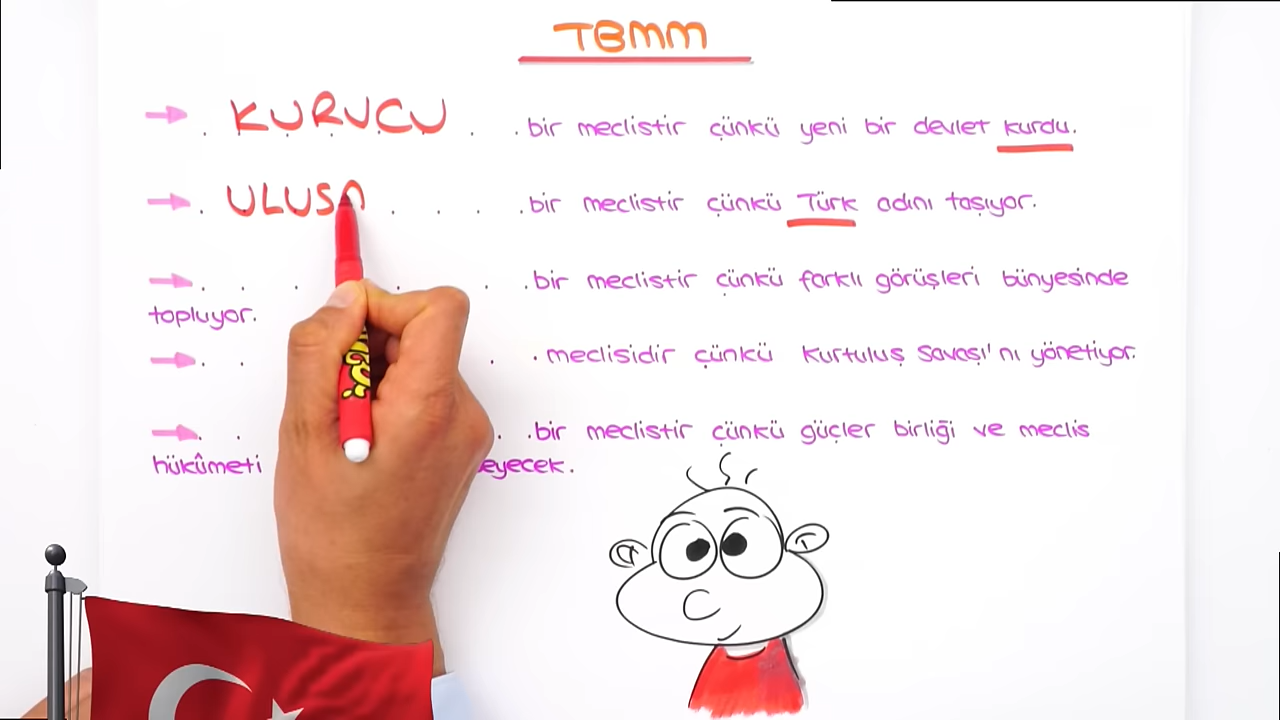 TBMM
KURUCU bir meclistir çünkü yeni bir devlet kurdu.
ULUSA bir meclistir çünkü Türk adını taşıyor.
bir meclistir çünkü farklı görüşleri bünyesinde
topluyor.
meclisidir çünkü Kurtuluş Savaşı'nı yönetiyor.
bir meclistir çünkü güçler birliği ve meclis
hükûmeti eyecek.